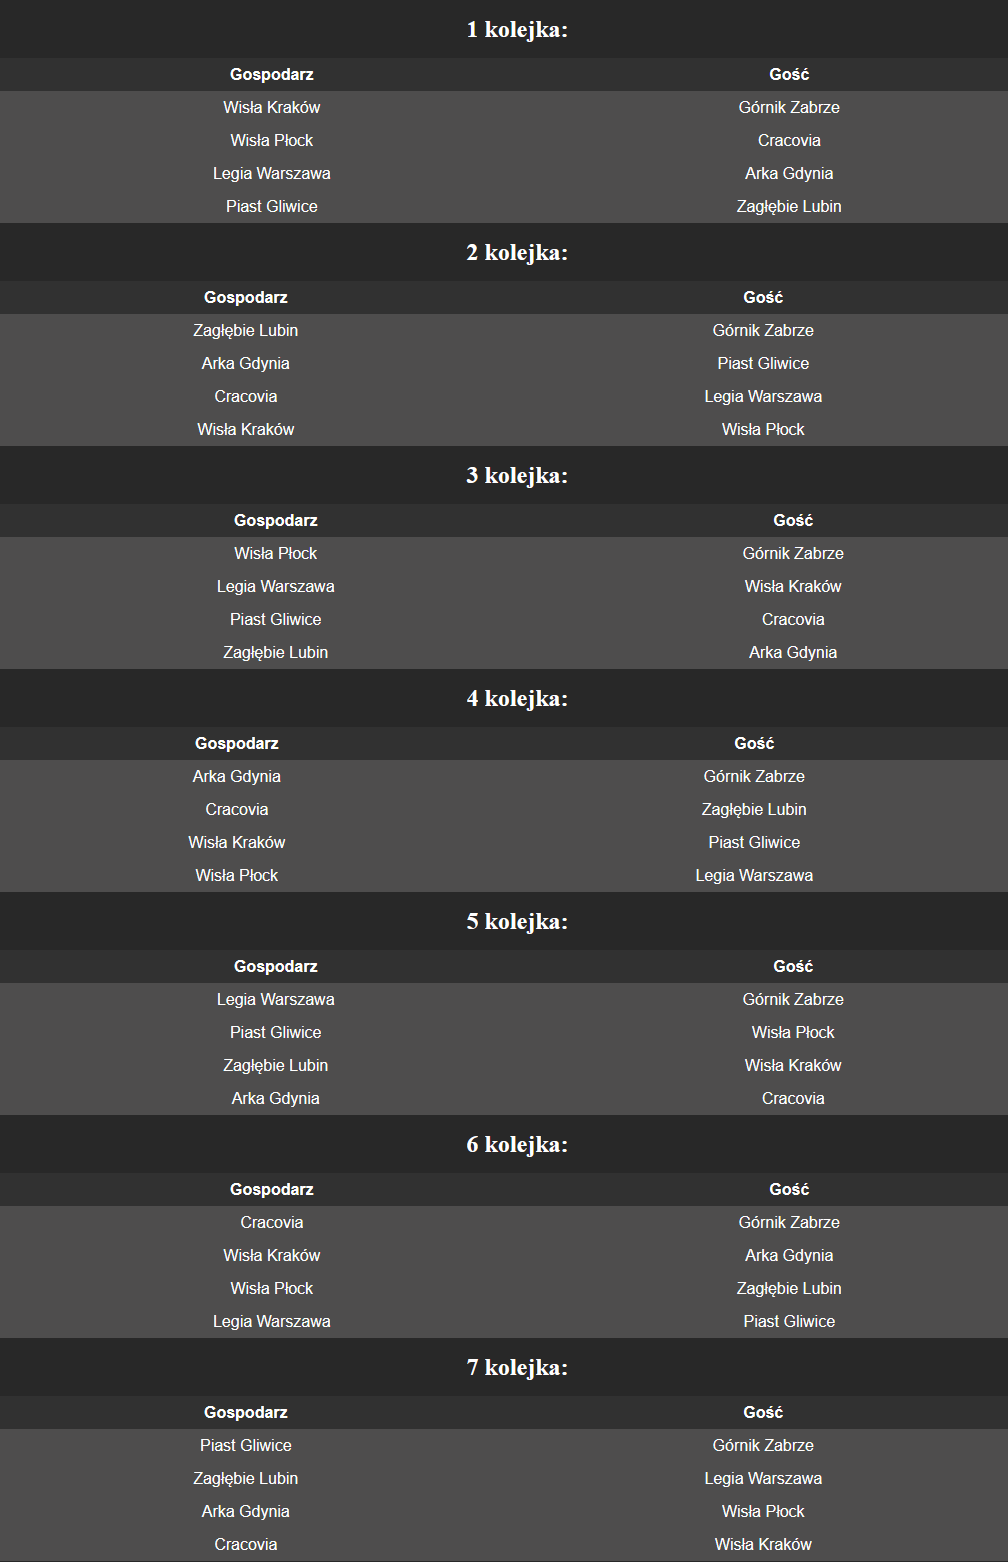 1 kolejka:
Gospodarz Gość
Wisła Kraków Górnik Zabrze
Wisła Płock Cracovia
Legia Warszawa Arka Gdynia
Piast Gliwice Zagłębie Lubin
2 kolejka:
Gospodarz Gość
Zagłębie Lubin Górnik Zabrze
Arka Gdynia Piast Gliwice
Cracovia Legia Warszawa
Wisła Kraków Wisła Płock
3 kolejka:
Gospodarz Gość
Wisła Płock Górnik Zabrze
Legia Warszawa Wisła Kraków
Piast Gliwice Cracovia
Zagłębie Lubin Arka Gdynia
4 kolejka:
Gospodarz Gość
Arka Gdynia Górnik Zabrze
Cracovia Zagłębie Lubin
Wisła Kraków Piast Gliwice
Wisła Płock Legia Warszawa
5 kolejka:
Gospodarz Gość
Legia Warszawa Górnik Zabrze
Piast Gliwice Wisła Płock
Zagłębie Lubin Wisła Kraków
Arka Gdynia Cracovia
6 kolejka:
Gospodarz Gość
Cracovia Górnik Zabrze
Wisła Kraków Arka Gdynia
Wisła Płock Zagłębie Lubin
Legia Warszawa Piast Gliwice
7 kolejka:
Gospodarz Gość
Piast Gliwice Górnik Zabrze
Zagłębie Lubin Legia Warszawa
Arka Gdynia Wisła Płock
Cracovia Wisła Kraków